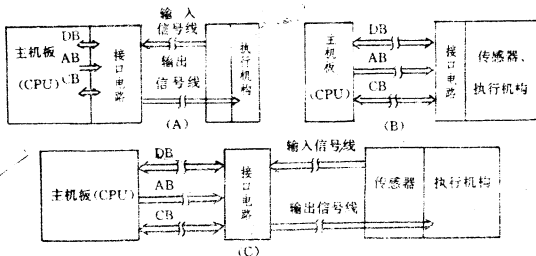 主机板
(CPU)
DB
AB
CB
接口电路
输入
信号线
输出
信号线
执行机构
(A)
主机板
(CPU)
DB
AB
CB
接口电路
传感器、
执行机构
(B)
主机板(CPU)
DB
AB
CB
接口电路
输入信号线
输出信号线
传感器
执行机构
(C)